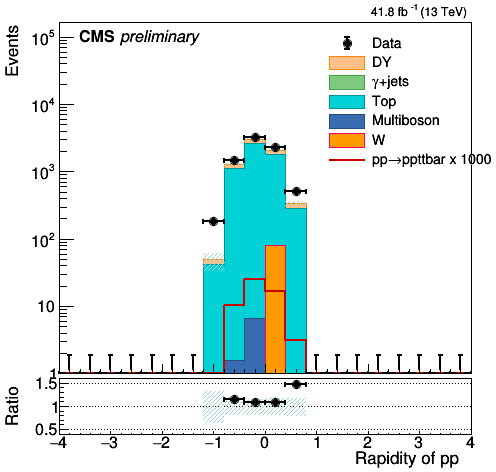 41.8 fb⁻¹ (13 TeV)
Events
CMS preliminary
Data
DY
γ+jets
Top
Multiboson
W
pp→ppttbar x 1000
10⁵
10⁴
10³
10²
10
1
Ratio
1.5
1
0.5
−4 −3 −2 −1 0 1 2 3 4
Rapidity of pp